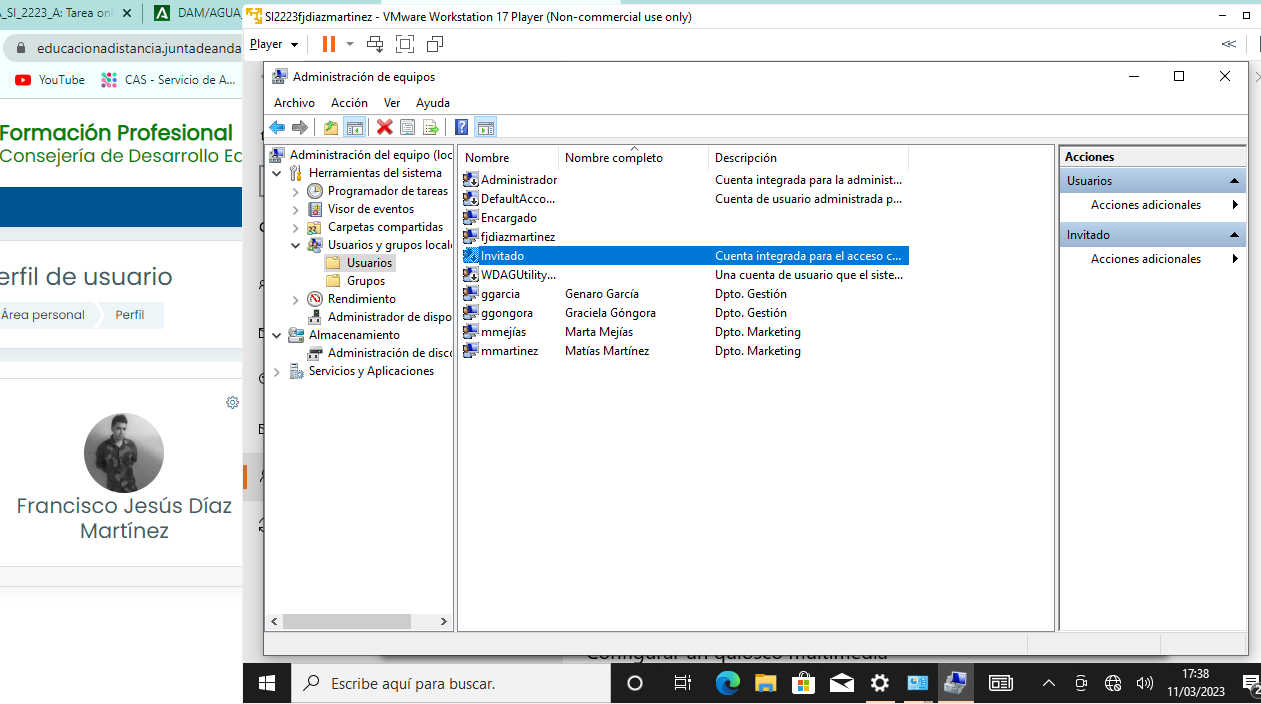 _SI_2223_A: Tarea onl
DAM/AGUA
educacionadistancia.juntadeanda
YouTube
CAS - Servicio de A...
Formación Profesional
Consejería de Desarrollo Ec
erfil de usuario
Área personal
Perfil
Francisco Jesús Díaz
Martínez
SI2223fjdiazmartinez - VMware Workstation 17 Player (Non-commercial use only)
Player
Administración de equipos
Archivo Acción Ver Ayuda
Administración del equipo (loc
Herramientas del sistema
Programador de tareas
Visor de eventos
Carpetas compartidas
Usuarios y grupos locale
Usuarios
Grupos
Rendimiento
Administrador de dispo
Almacenamiento
Administración de disco
Servicios y Aplicaciones
Nombre Nombre completo Descripción
Administrador Cuenta integrada para la administ...
DefaultAcco... Cuenta de usuario administrada p...
Encargado
fjdiazmartinez
Invitado Cuenta integrada para el acceso c...
WDAGUtility... Una cuenta de usuario que el siste...
ggarcia Genaro García Dpto. Gestión
ggongora Graciela Góngora Dpto. Gestión
mmejías Marta Mejías Dpto. Marketing
mmartinez Matías Martínez Dpto. Marketing
Acciones
Usuarios
Acciones adicionales
Invitado
Acciones adicionales
Configurar un quiosco multimedia
Escribe aquí para buscar.
17:38
11/03/2023
2